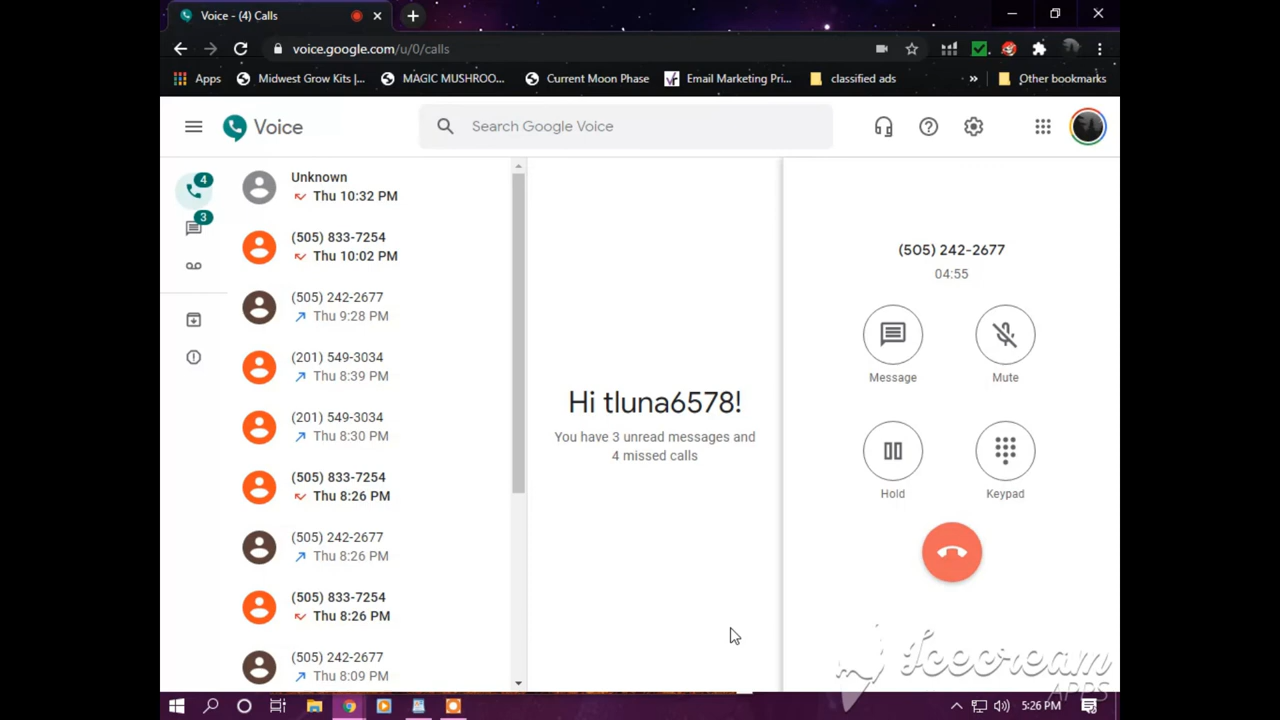 Voice - (4) Calls
voice.google.com/u/0/calls
Apps
Midwest Grow Kits |...
MAGIC MUSHROO...
Current Moon Phase
Email Marketing Pri...
classified ads
»
Other bookmarks
Voice
Search Google Voice
4
3
Unknown
Thu 10:32 PM
(505) 833-7254
Thu 10:02 PM
(505) 242-2677
Thu 9:28 PM
(201) 549-3034
Thu 8:39 PM
(201) 549-3034
Thu 8:30 PM
(505) 833-7254
Thu 8:26 PM
(505) 242-2677
Thu 8:26 PM
(505) 833-7254
Thu 8:26 PM
(505) 242-2677
Thu 8:09 PM
Hi tluna6578!
You have 3 unread messages and
4 missed calls
(505) 242-2677
04:55
Message
Mute
Hold
Keypad
Icecream
APPS
5:26 PM